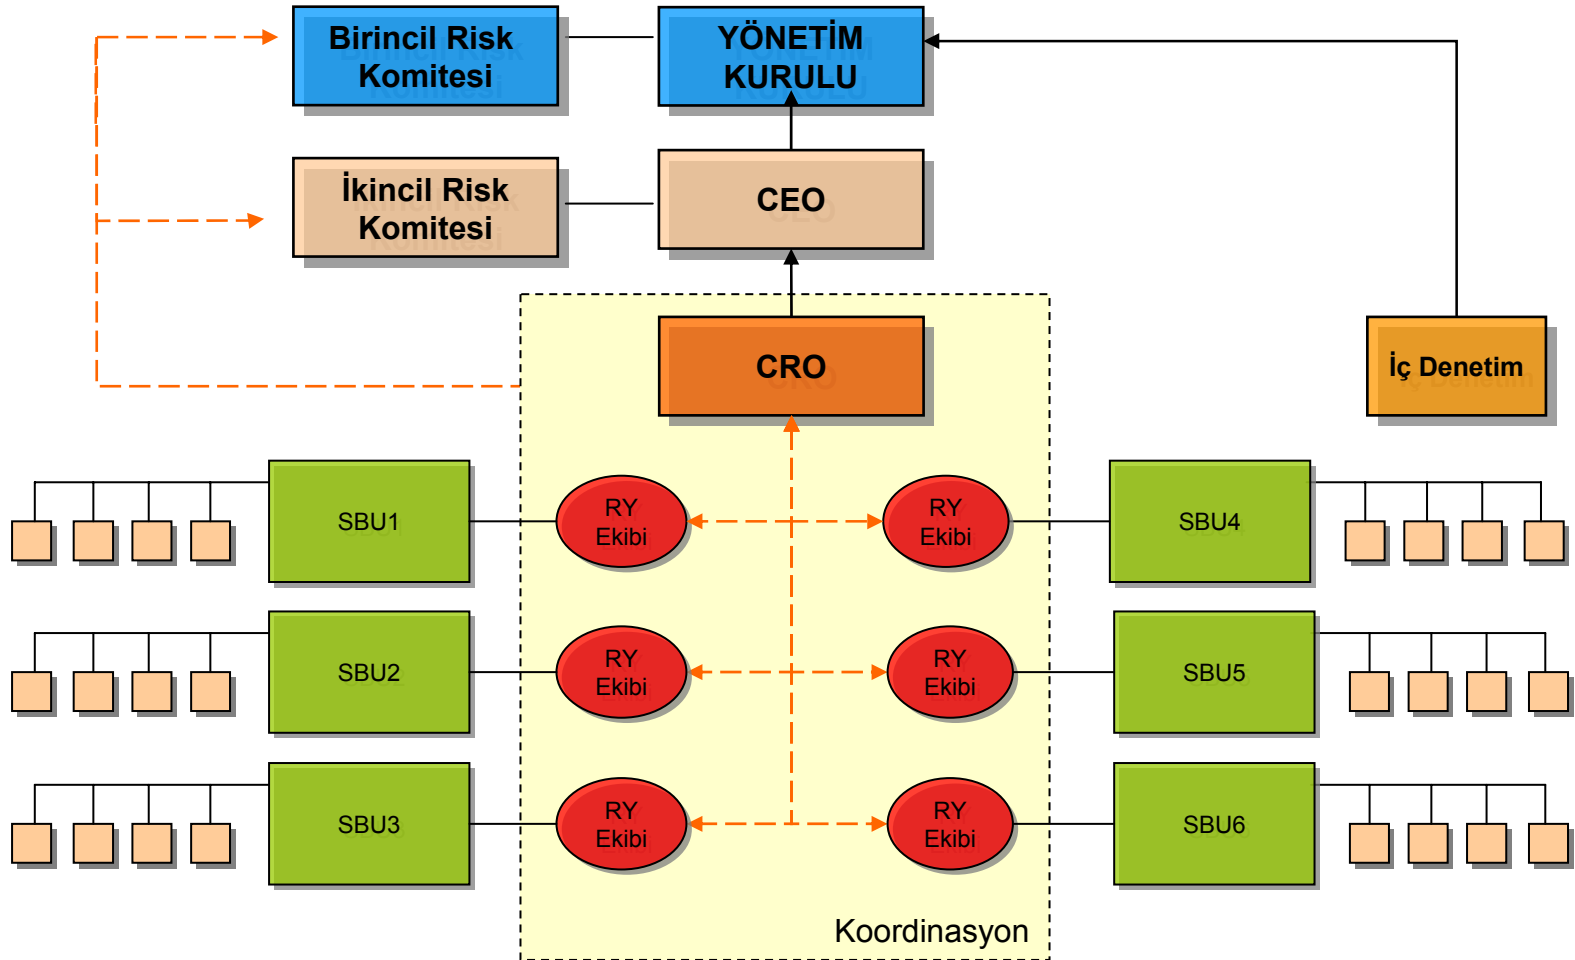 Birincil Risk
Komitesi
YÖNETİM
KURULU
İkincil Risk
Komitesi
CEO
CRO
İç Denetim
SBU1
RY
Ekibi
RY
Ekibi
SBU4
SBU2
RY
Ekibi
RY
Ekibi
SBU5
SBU3
RY
Ekibi
RY
Ekibi
SBU6
Koordinasyon